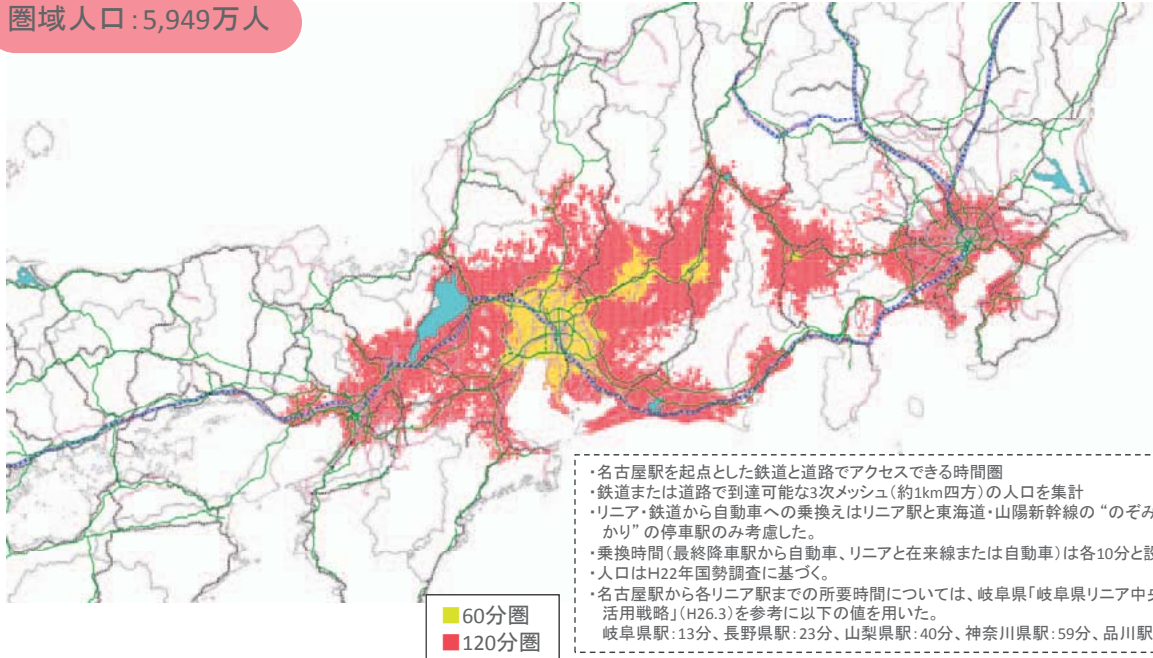 圏域人口:5,949万人
・名古屋駅を起点とした鉄道と道路でアクセスできる時間圏
・鉄道または道路で到達可能な3次メッシュ(約1km四方)の人口を集計
・リニア・鉄道から自動車への乗換えはリニア駅と東海道・山陽新幹線の “のぞみ
かり” の停車駅のみ考慮した。
・乗換時間(最終降車駅から自動車、リニアと在来線または自動車)は各10分と設
・人口はH22年国勢調査に基づく。
・名古屋駅から各リニア駅までの所要時間については、岐阜県「岐阜県リニア中央
活用戦略」(H26.3)を参考に以下の値を用いた。
岐阜県駅:13分、長野県駅:23分、山梨県駅:40分、神奈川県駅:59分、品川駅
60分圏
120分圏